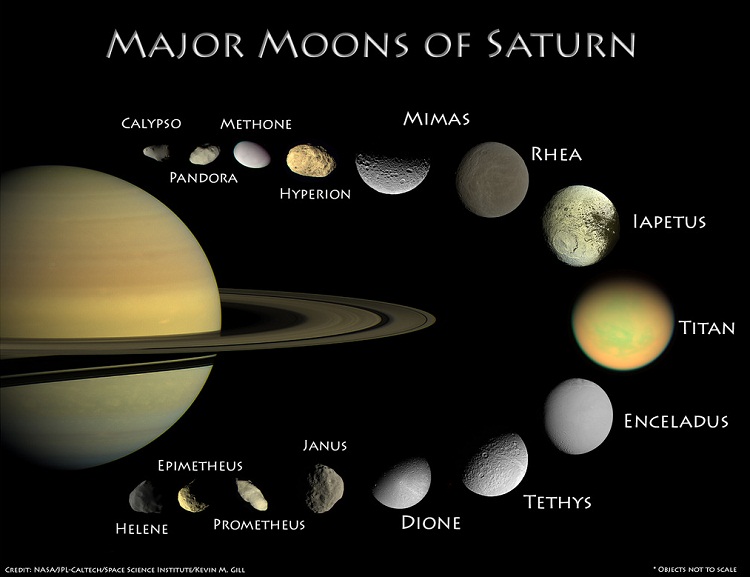 Major Moons of Saturn
Calypso
Methone
Mimas
Pandora
Hyperion
Rhea
Iapetus
Titan
Enceladus
Janus
Epimetheus
Tethys
Helene
Prometheus
Dione
Credit: NASA/JPL-Caltech/Space Science Institute/Kevin M. Gill
* Objects not to scale